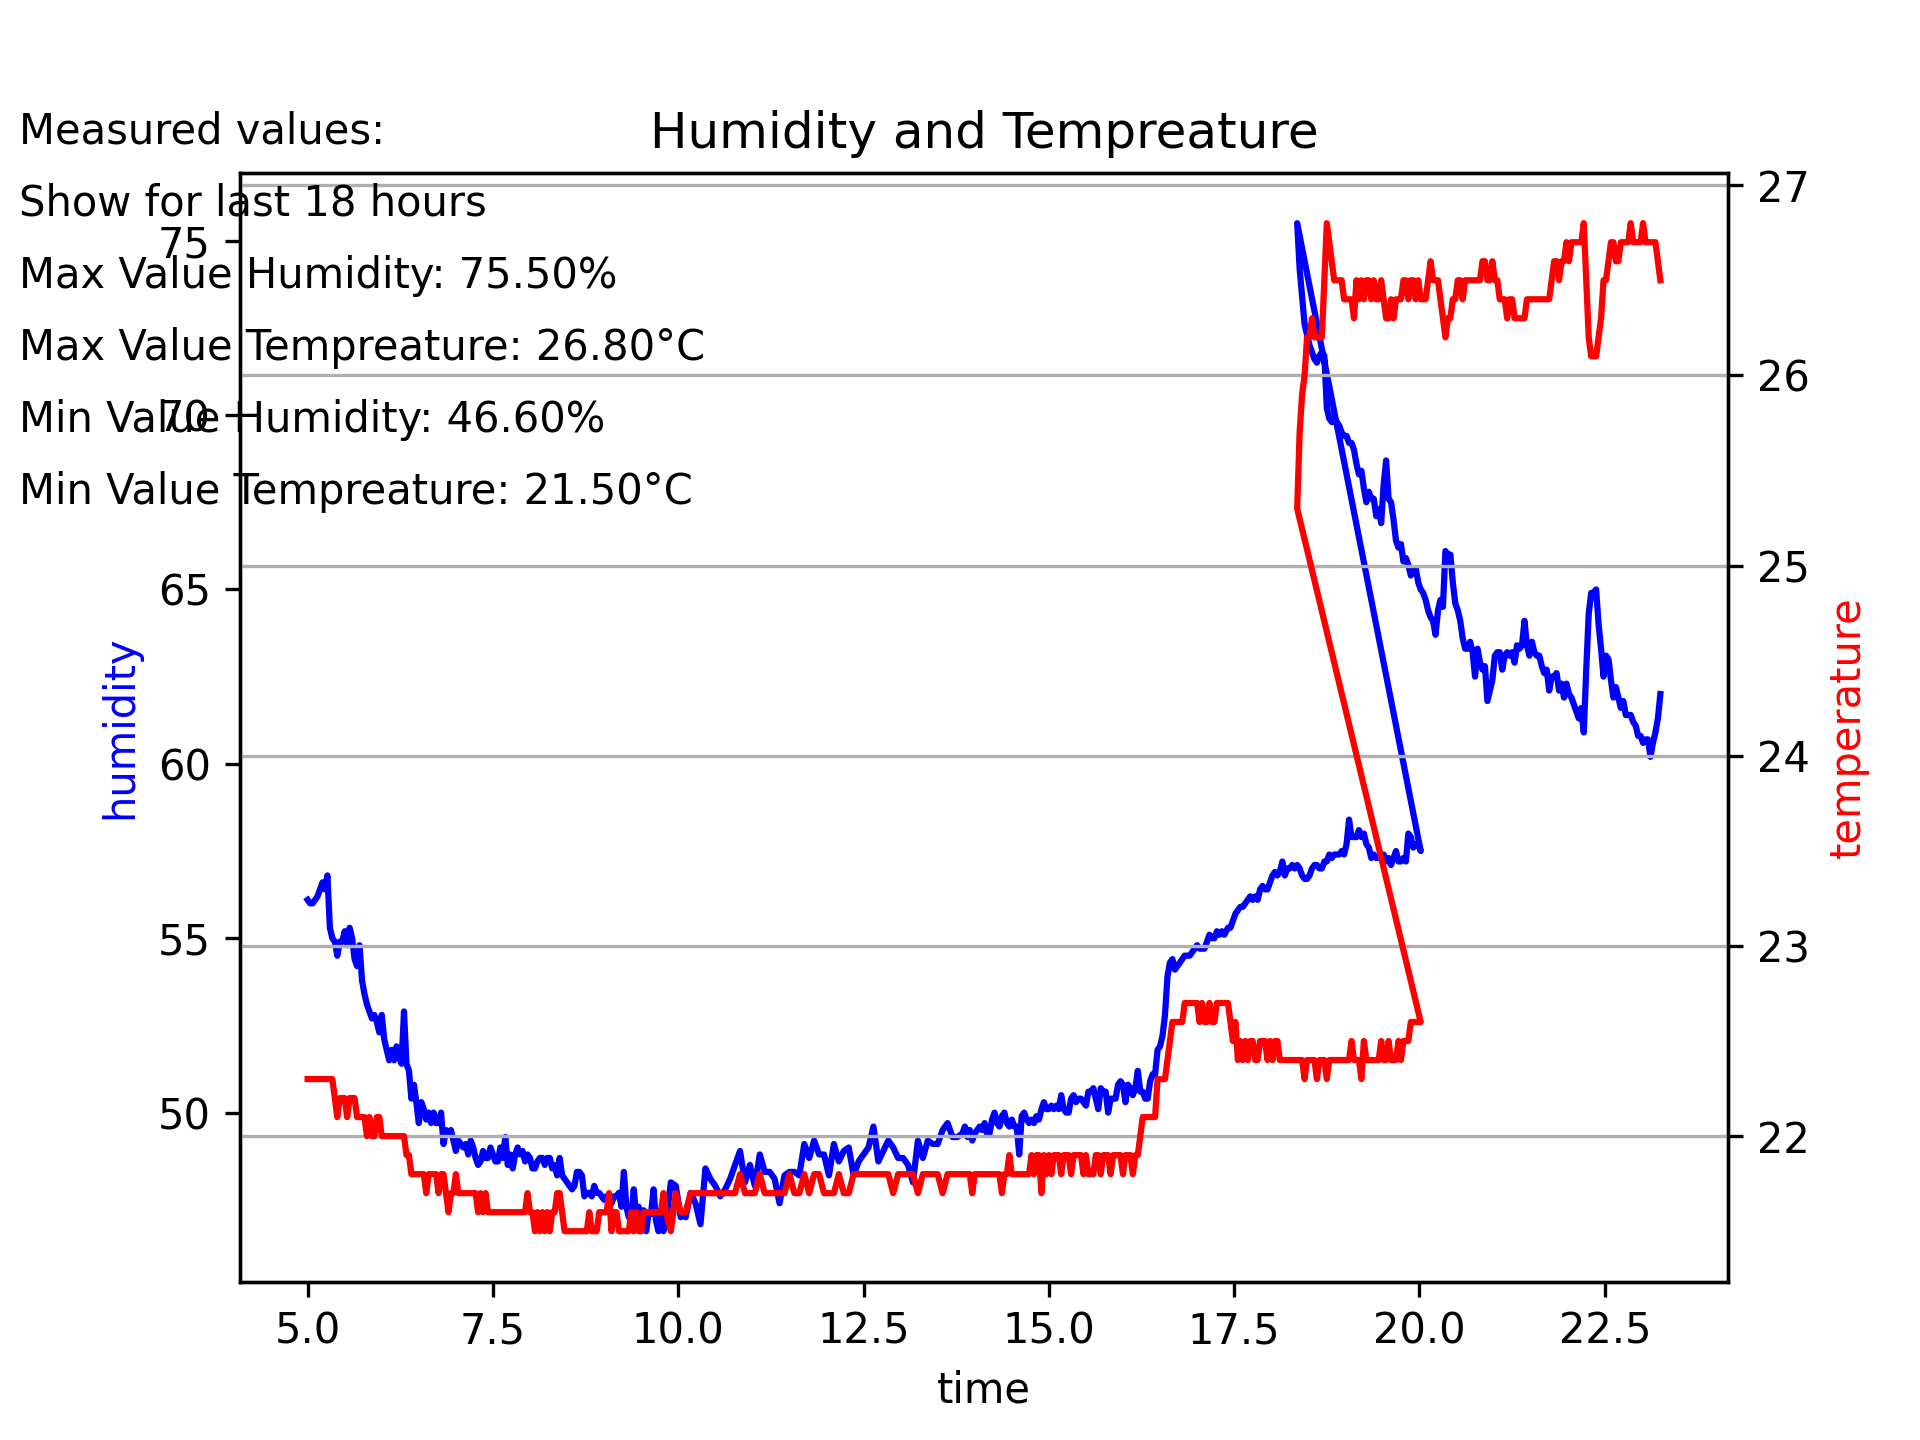 Measured values:
Humidity and Tempreature
Show for last 18 hours
Max Value Humidity: 75.50%
Max Value Tempreature: 26.80°C
Min Value Humidity: 46.60%
Min Value Tempreature: 21.50°C
75
70
65
60
55
50
humidity
27
26
25
24
23
22
temperature
5.0 7.5 10.0 12.5 15.0 17.5 20.0 22.5
time